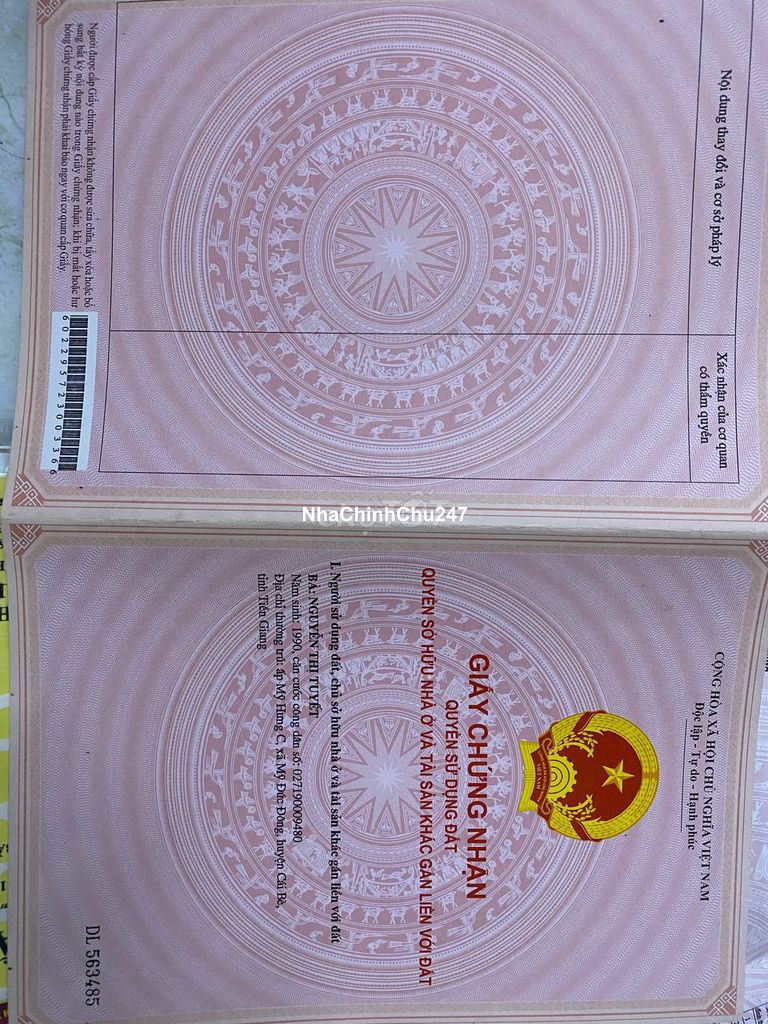 Nội dung thay đổi và cơ sở pháp lý
Xác nhận của cơ quan
có thẩm quyền
Người được cấp Giấy chứng nhận không được sửa chữa, tẩy xóa hoặc bổ
sung bất kỳ nội dung nào trong Giấy chứng nhận; khi bị mất hoặc hư
hỏng Giấy chứng nhận phải khai báo ngay với cơ quan cấp Giấy.
602295723003366
NhaChinhChu247
CỘNG HÒA XÃ HỘI CHỦ NGHĨA VIỆT NAM
Độc lập - Tự do - Hạnh phúc
VIỆT NAM
GIẤY CHỨNG NHẬN
QUYỀN SỬ DỤNG ĐẤT
QUYỀN SỞ HỮU NHÀ Ở VÀ TÀI SẢN KHÁC GẮN LIỀN VỚI ĐẤT
I. Người sử dụng đất, chủ sở hữu nhà ở và tài sản khác gắn liền với đất
BÀ: NGUYỄN THỊ TUYẾT
Năm sinh: 1990, căn cước công dân số: 027190009480
Địa chỉ thường trú: ấp Mỹ Hưng C, xã Mỹ Đức Đông, huyện Cái Bè,
tỉnh Tiền Giang
DL 563485